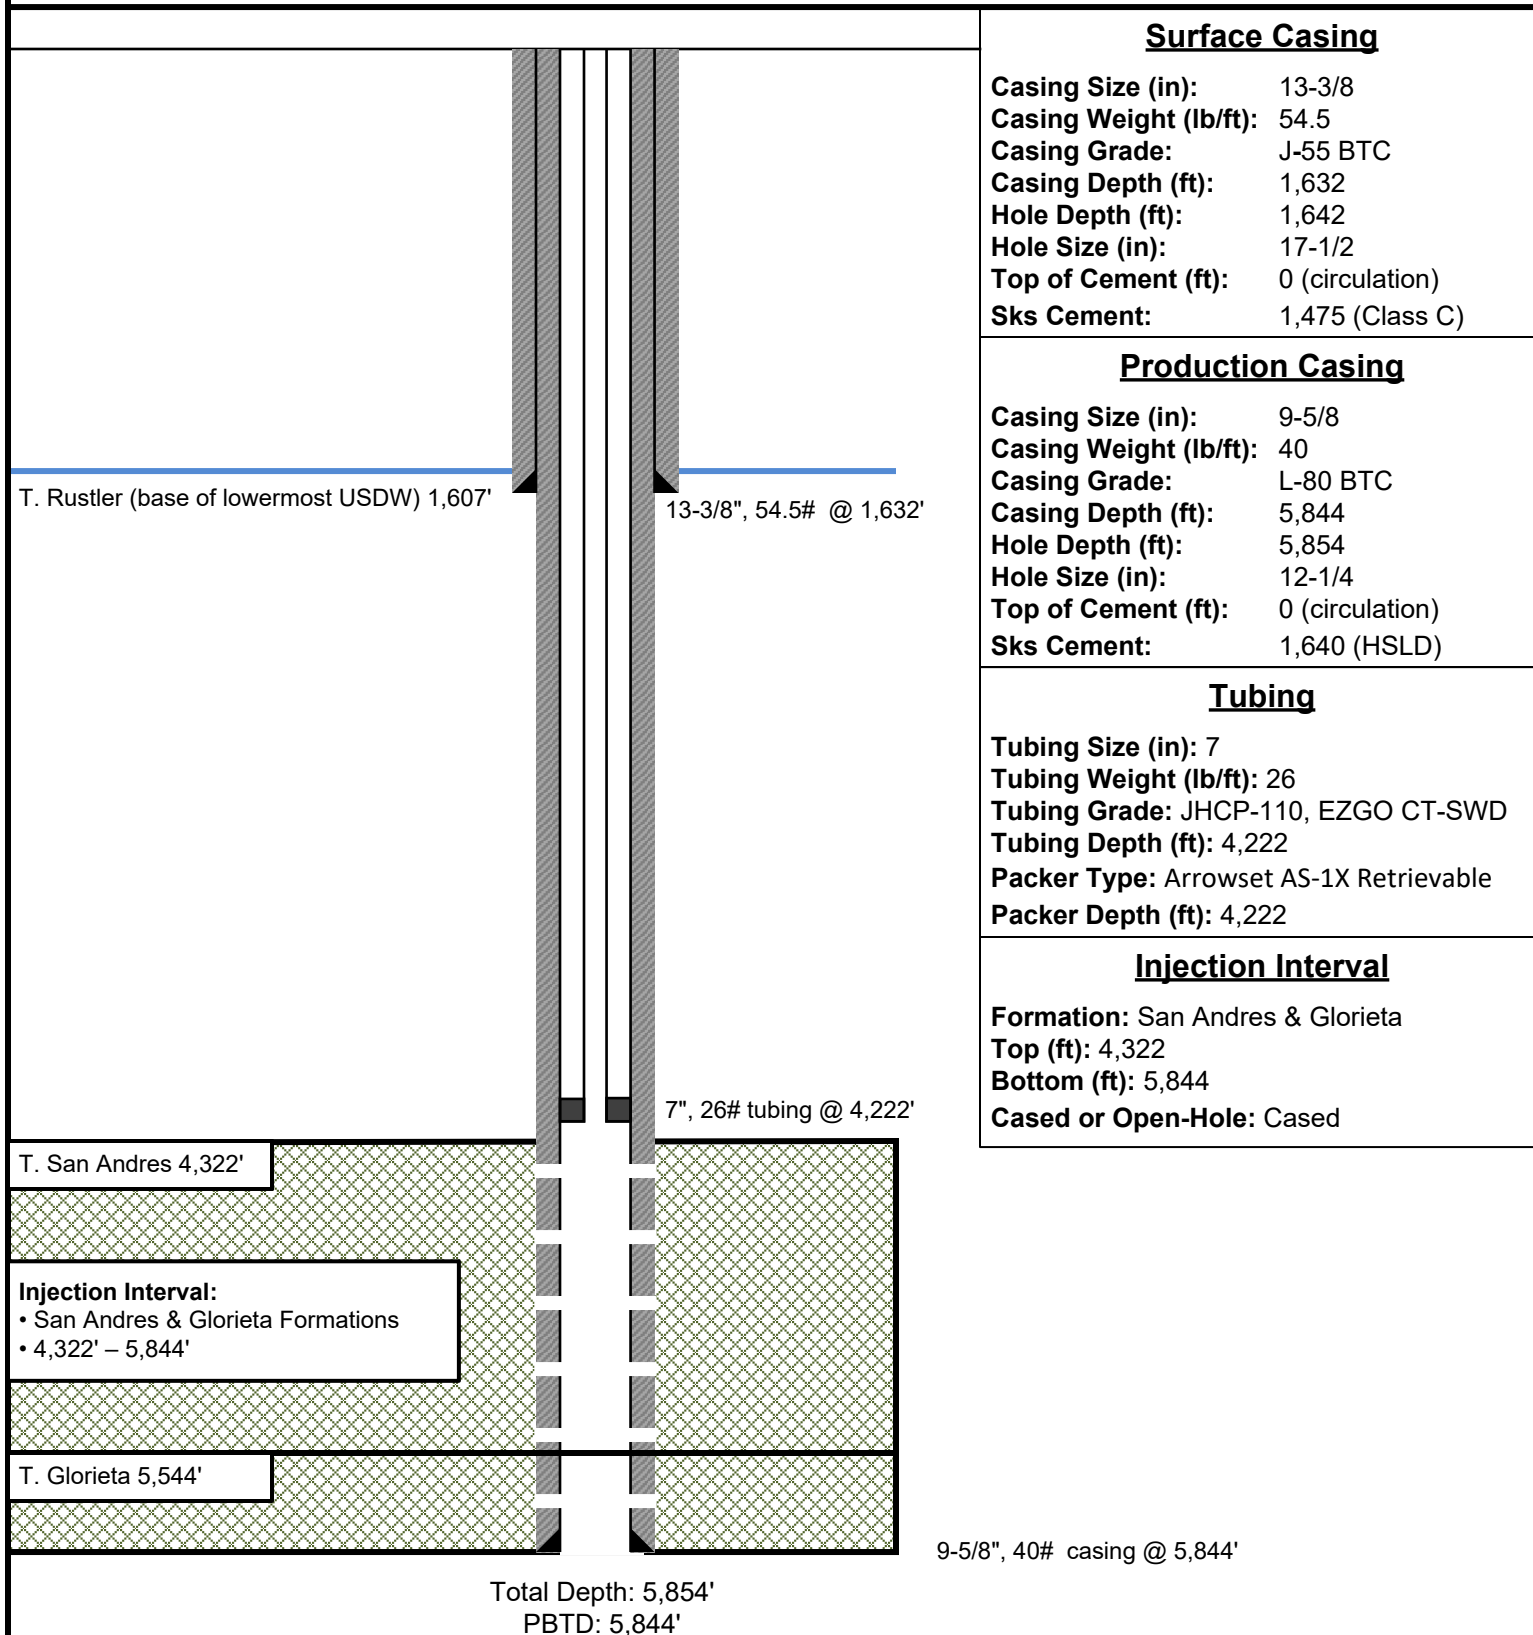 T. Rustler (base of lowermost USDW) 1,607'
13-3/8", 54.5#  @ 1,632'
7", 26# tubing @ 4,222'
T. San Andres 4,322'
Injection Interval:
• San Andres & Glorieta Formations
• 4,322' – 5,844'
T. Glorieta 5,544'
9-5/8", 40#  casing @ 5,844'
Total Depth: 5,854'
PBTD: 5,844'
Surface Casing
Casing Size (in): 13-3/8
Casing Weight (lb/ft): 54.5
Casing Grade: J-55 BTC
Casing Depth (ft): 1,632
Hole Depth (ft): 1,642
Hole Size (in): 17-1/2
Top of Cement (ft): 0 (circulation)
Sks Cement: 1,475 (Class C)
Production Casing
Casing Size (in): 9-5/8
Casing Weight (lb/ft): 40
Casing Grade: L-80 BTC
Casing Depth (ft): 5,844
Hole Depth (ft): 5,854
Hole Size (in): 12-1/4
Top of Cement (ft): 0 (circulation)
Sks Cement: 1,640 (HSLD)
Tubing
Tubing Size (in): 7
Tubing Weight (lb/ft): 26
Tubing Grade: JHCP-110, EZGO CT-SWD
Tubing Depth (ft): 4,222
Packer Type: Arrowset AS-1X Retrievable
Packer Depth (ft): 4,222
Injection Interval
Formation: San Andres & Glorieta
Top (ft): 4,322
Bottom (ft): 5,844
Cased or Open-Hole: Cased